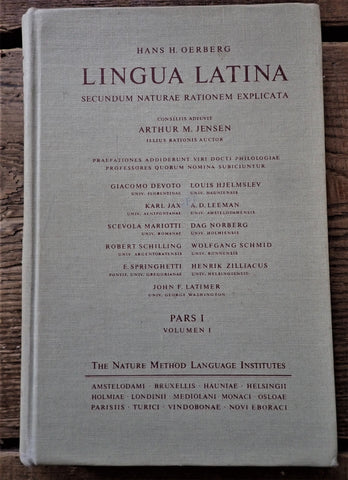 HANS H. OERBERG
LINGUA LATINA
SECUNDUM NATURAE RATIONEM EXPLICATA
CONSILIIS ADIUVIT
ARTHUR M. JENSEN
ILLIUS RATIONIS AUCTOR
PRAEFATIONES ADDIDERUNT VIRI DOCTI PHILOLOGIAE
PROFESSORES QUORUM NOMINA SUBICIUNTUR
GIACOMO DEVOTO LOUIS HJELMSLEV
UNIV. FLORENTINAE UNIV. HAUNIENSIS
KARL JAX A. D. LEEMAN
UNIV. AENIPONTANAE UNIV. AMSTELODAMENSIS
SCEVOLA MARIOTTI DAG NORBERG
UNIV. ROMANAE UNIV. HOLMIENSIS
ROBERT SCHILLING WOLFGANG SCHMID
UNIV. ARGENTORATENSIS UNIV. BONNENSIS
E. SPRINGHETTI HENRIK ZILLIACUS
PONTIF. UNIV. GREGORIANAE UNIV. HELSINGIENSIS
JOHN F. LATIMER
UNIV. GEORGE WASHINGTON
PARS I
VOLUMEN I
THE NATURE METHOD LANGUAGE INSTITUTES
AMSTELODAMI · BRUXELLIS · HAUNIAE · HELSINGII
HOLMIAE · LONDINII · MEDIOLANI · MONACI · OSLOAE
PARISIIS · TURICI · VINDOBONAE · NOVI EBORACI